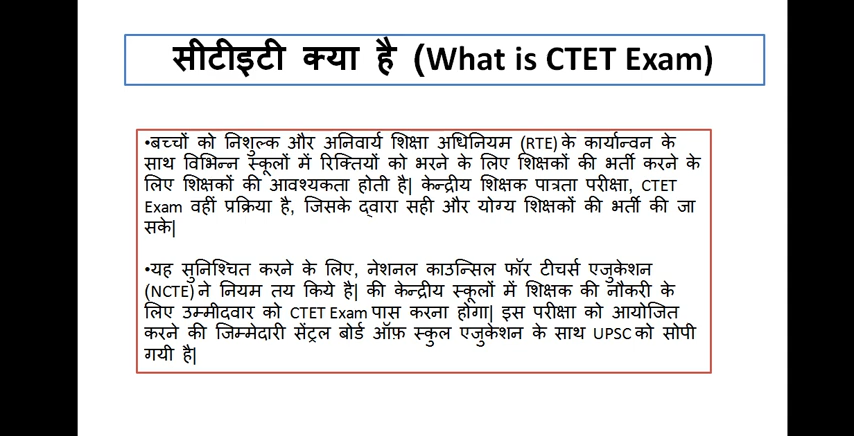 सीटीइटी क्या है (What is CTET Exam)
•बच्चों को निशुल्क और अनिवार्य शिक्षा अधिनियम (RTE) के कार्यान्वन के
साथ विभिन्न स्कूलों में रिक्तियों को भरने के लिए शिक्षकों की भर्ती करने के
लिए शिक्षकों की आवश्यकता होती है| केन्द्रीय शिक्षक पात्रता परीक्षा, CTET
Exam वहीं प्रक्रिया है, जिसके द्वारा सही और योग्य शिक्षकों की भर्ती की जा
सके|
•यह सुनिश्चित करने के लिए, नेशनल काउन्सिल फॉर टीचर्स एजुकेशन
(NCTE) ने नियम तय किये है| की केन्द्रीय स्कूलों में शिक्षक की नौकरी के
लिए उम्मीदवार को CTET Exam पास करना होगा| इस परीक्षा को आयोजित
करने की जिम्मेदारी सेंट्रल बोर्ड ऑफ़ स्कुल एजुकेशन के साथ UPSC को सोपी
गयी है|